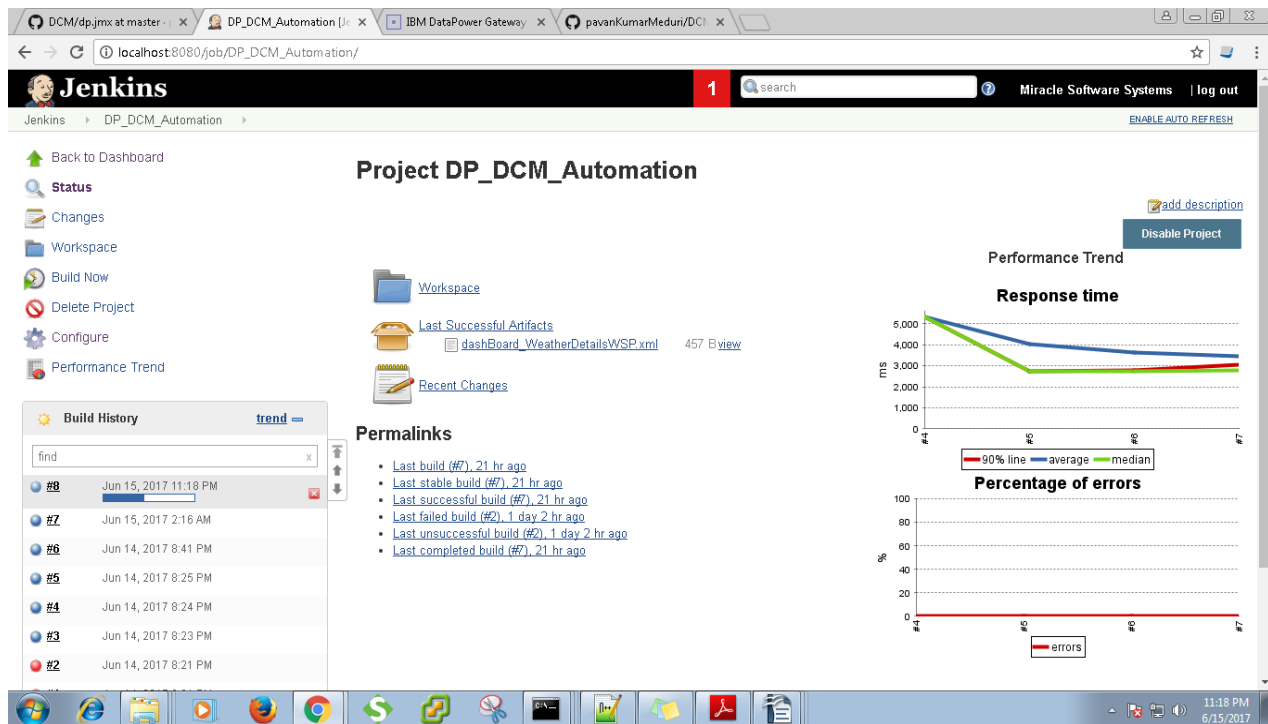 DCM/dp.jmx at master ·
DP_DCM_Automation [Je
IBM DataPower Gateway
pavanKumarMeduri/DCM
localhost:8080/job/DP_DCM_Automation/
Jenkins
1
search
Miracle Software Systems | log out
Jenkins DP_DCM_Automation
ENABLE AUTO REFRESH
Back to Dashboard
Status
Changes
Workspace
Build Now
Delete Project
Configure
Performance Trend
Build History trend
find x
#8 Jun 15, 2017 11:18 PM
#7 Jun 15, 2017 2:16 AM
#6 Jun 14, 2017 8:41 PM
#5 Jun 14, 2017 8:25 PM
#4 Jun 14, 2017 8:24 PM
#3 Jun 14, 2017 8:23 PM
#2 Jun 14, 2017 8:21 PM
Project DP_DCM_Automation
add description
Disable Project
Workspace
Last Successful Artifacts
dashBoard_WeatherDetailsWSP.xml 457 B view
Recent Changes
Permalinks
Last build (#7), 21 hr ago
Last stable build (#7), 21 hr ago
Last successful build (#7), 21 hr ago
Last failed build (#2), 1 day 2 hr ago
Last unsuccessful build (#2), 1 day 2 hr ago
Last completed build (#7), 21 hr ago
Performance Trend
Response time
5,000
4,000
3,000
2,000
1,000
0
ms
#4 #5 #6 #7
90% line average median
Percentage of errors
100
80
60
40
20
0
%
#4 #5 #6 #7
errors
11:18 PM
6/15/2017